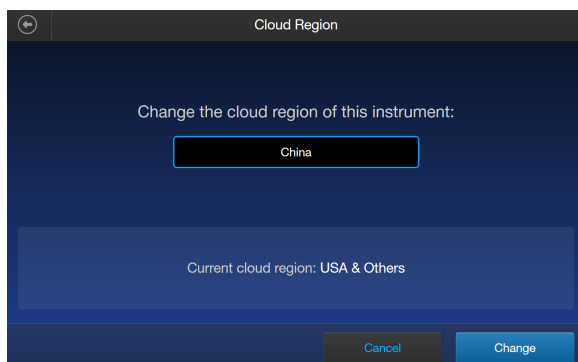 Cloud Region
Change the cloud region of this instrument:
China
Current cloud region: USA & Others
Cancel
Change